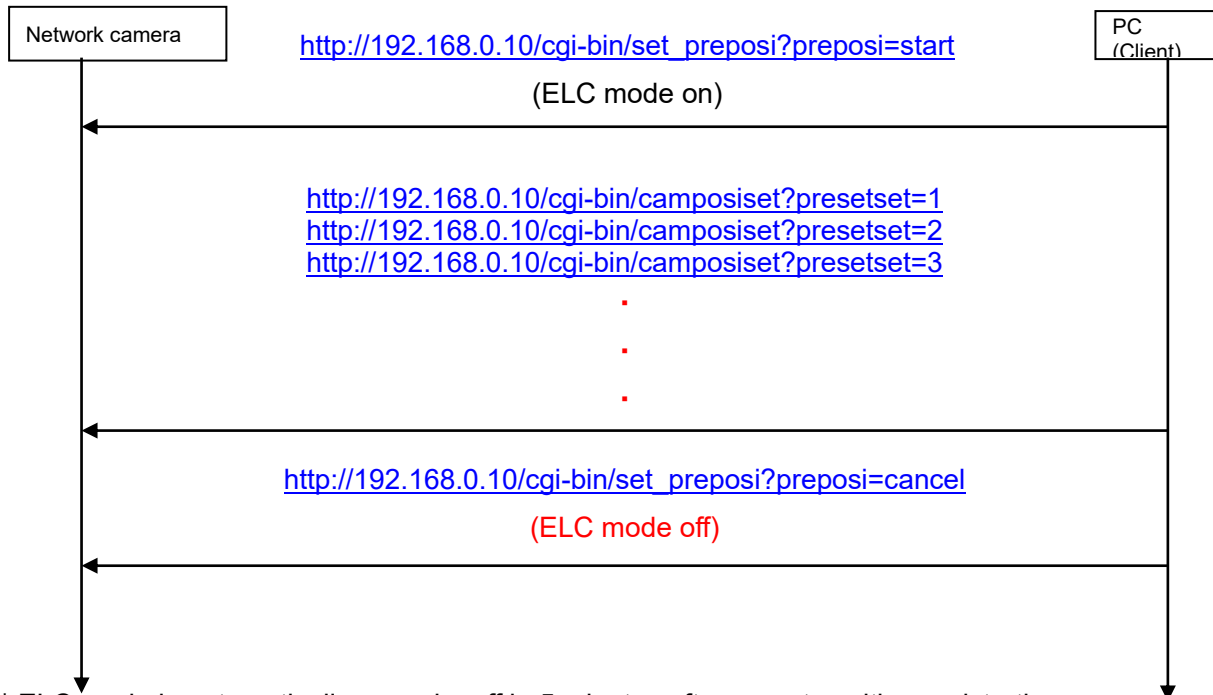 Network camera
http://192.168.0.10/cgi-bin/set_preposi?preposi=start
PC
(Client)
(ELC mode on)
http://192.168.0.10/cgi-bin/camposiset?presetset=1
http://192.168.0.10/cgi-bin/camposiset?presetset=2
http://192.168.0.10/cgi-bin/camposiset?presetset=3
.
.
.
http://192.168.0.10/cgi-bin/set_preposi?preposi=cancel
(ELC mode off)